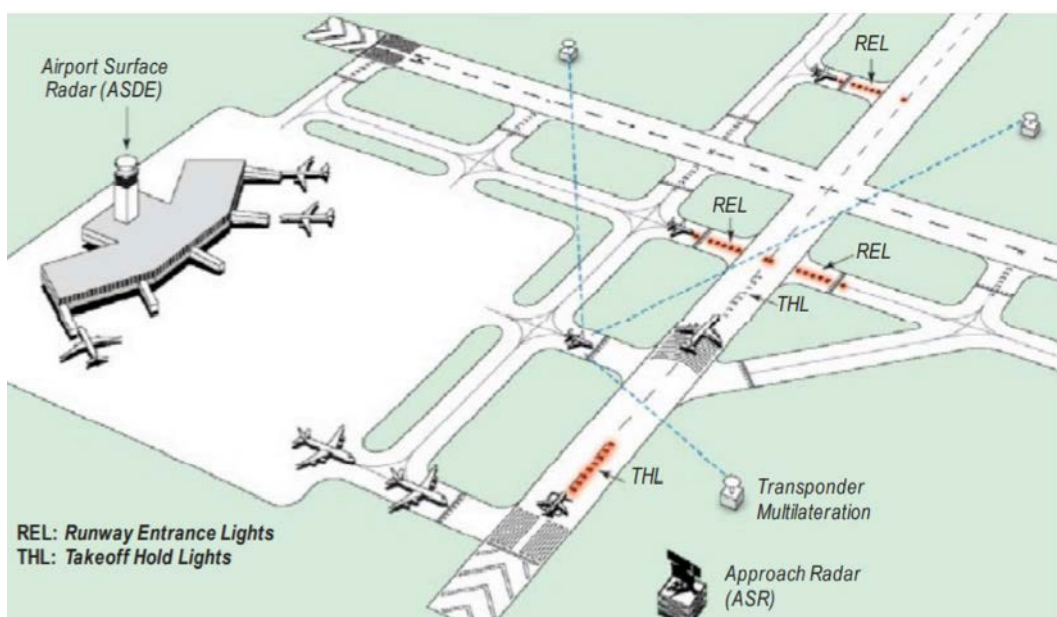 REL
Airport Surface
Radar (ASDE)
REL
REL
THL
THL
Transponder
Multilateration
REL: Runway Entrance Lights
THL: Takeoff Hold Lights
Approach Radar
(ASR)